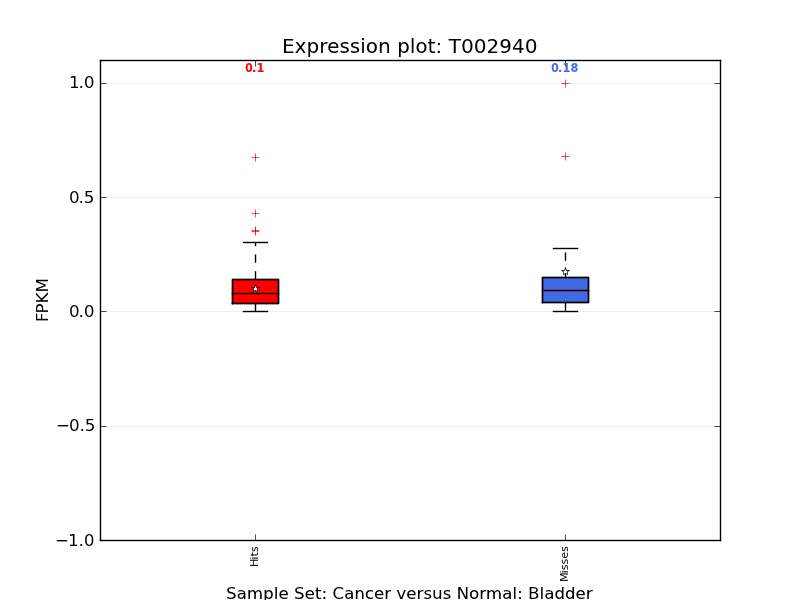 Expression plot: T002940
0.1
0.18
1.0
0.5
0.0
−0.5
−1.0
FPKM
Hits
Misses
Sample Set: Cancer versus Normal: Bladder